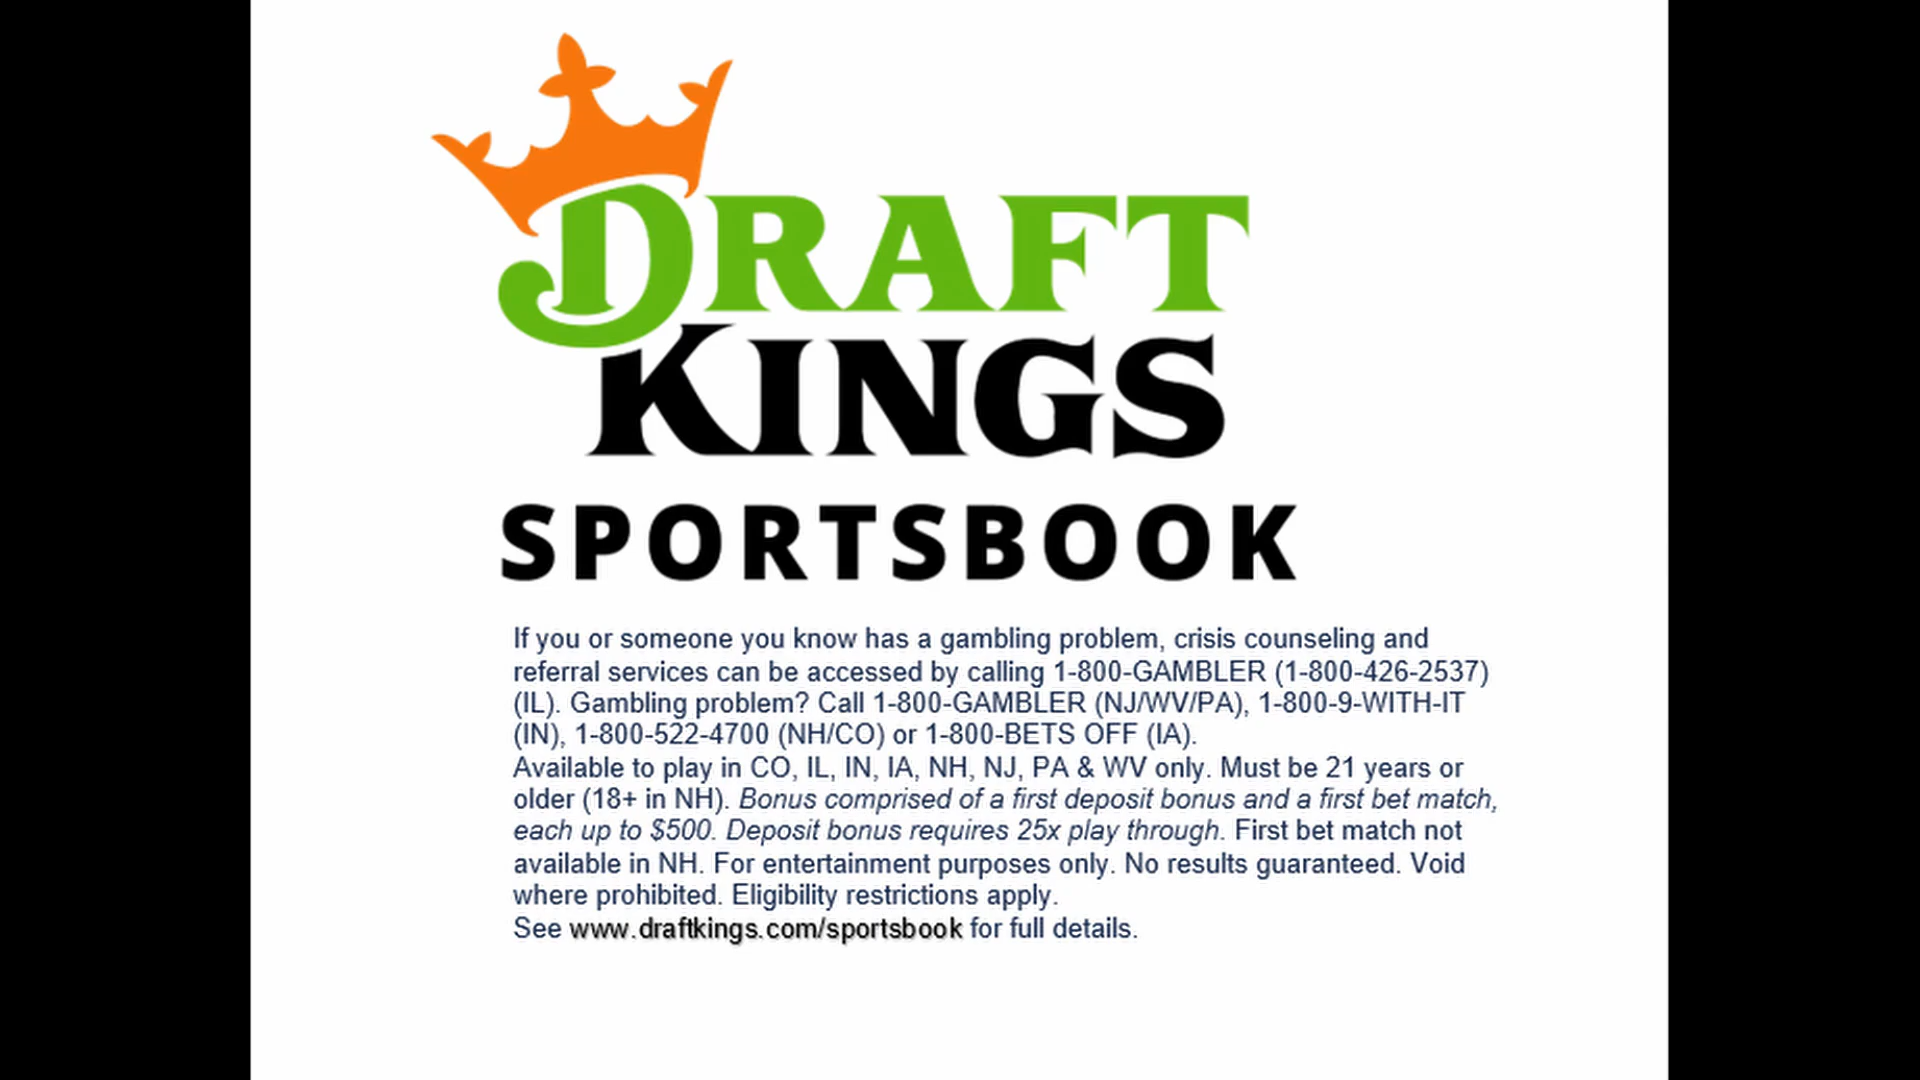 DRAFT
KINGS
SPORTSBOOK
If you or someone you know has a gambling problem, crisis counseling and
referral services can be accessed by calling 1-800-GAMBLER (1-800-426-2537)
(IL). Gambling problem? Call 1-800-GAMBLER (NJ/WV/PA), 1-800-9-WITH-IT
(IN), 1-800-522-4700 (NH/CO) or 1-800-BETS OFF (IA).
Available to play in CO, IL, IN, IA, NH, NJ, PA & WV only. Must be 21 years or
older (18+ in NH). Bonus comprised of a first deposit bonus and a first bet match,
each up to $500. Deposit bonus requires 25x play through. First bet match not
available in NH. For entertainment purposes only. No results guaranteed. Void
where prohibited. Eligibility restrictions apply.
See www.draftkings.com/sportsbook for full details.